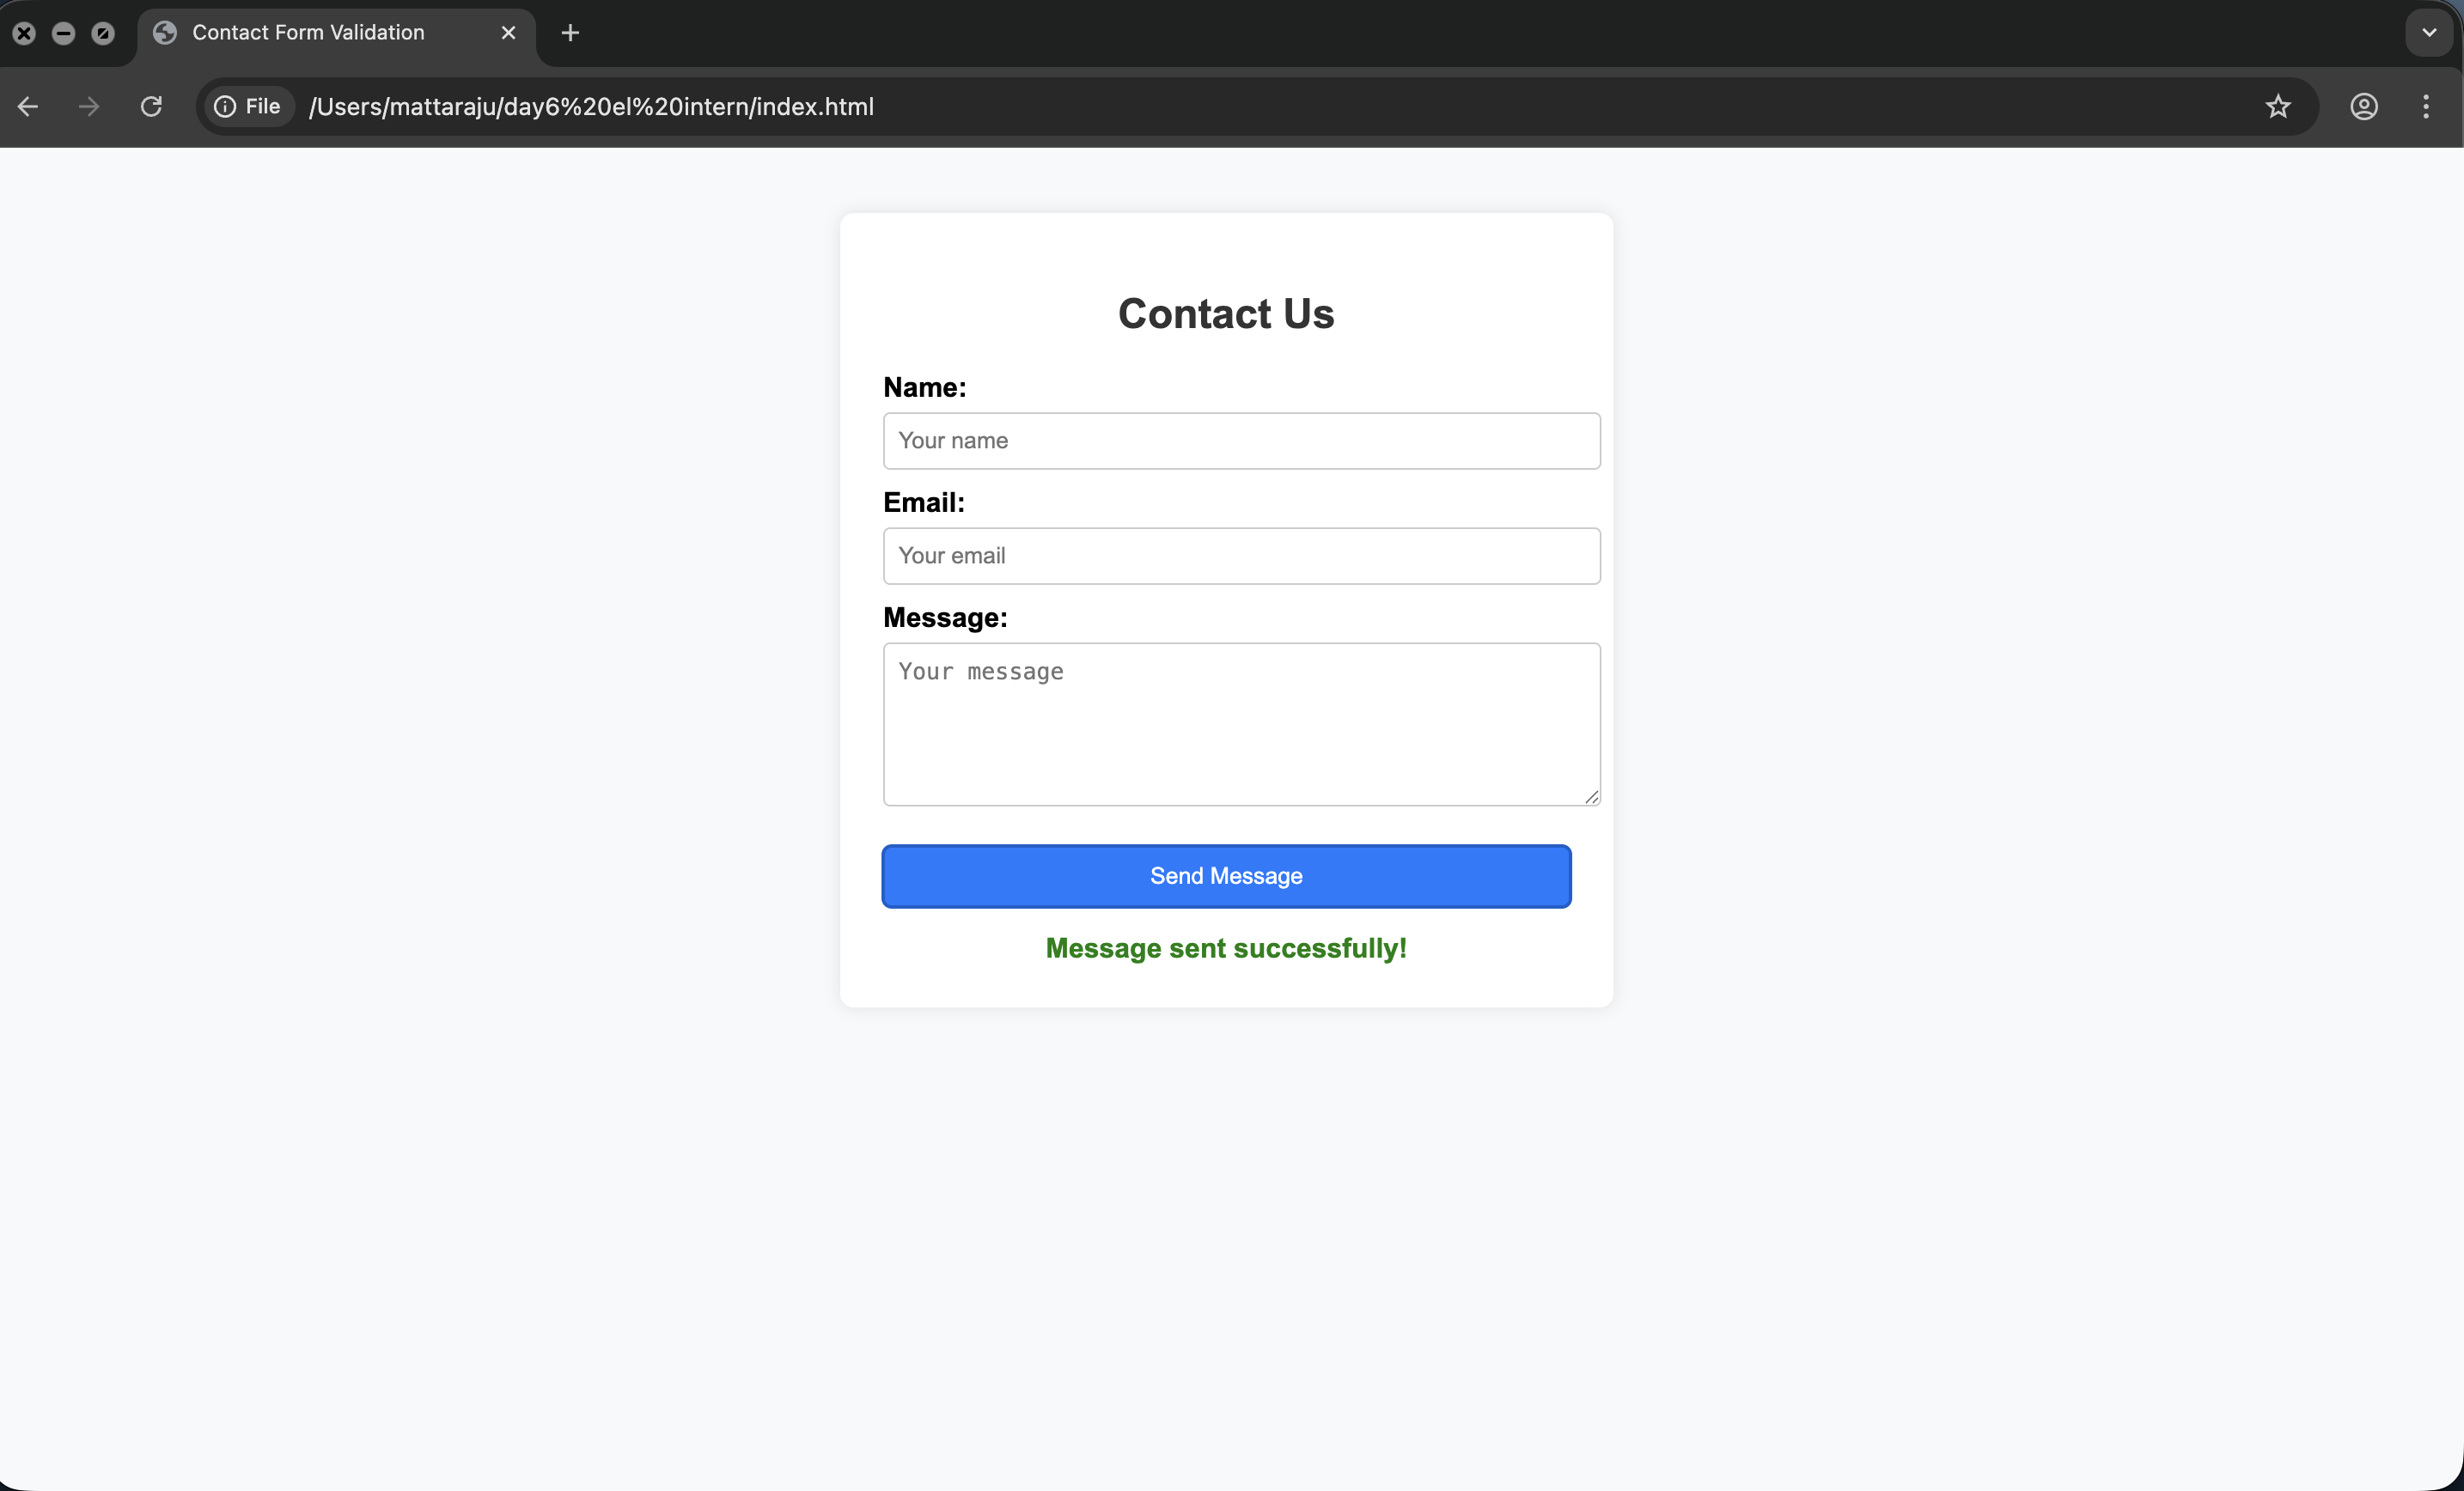 Contact Form Validation
File /Users/mattaraju/day6%20el%20intern/index.html
Contact Us
Name:
Your name
Email:
Your email
Message:
Your message
Send Message
Message sent successfully!